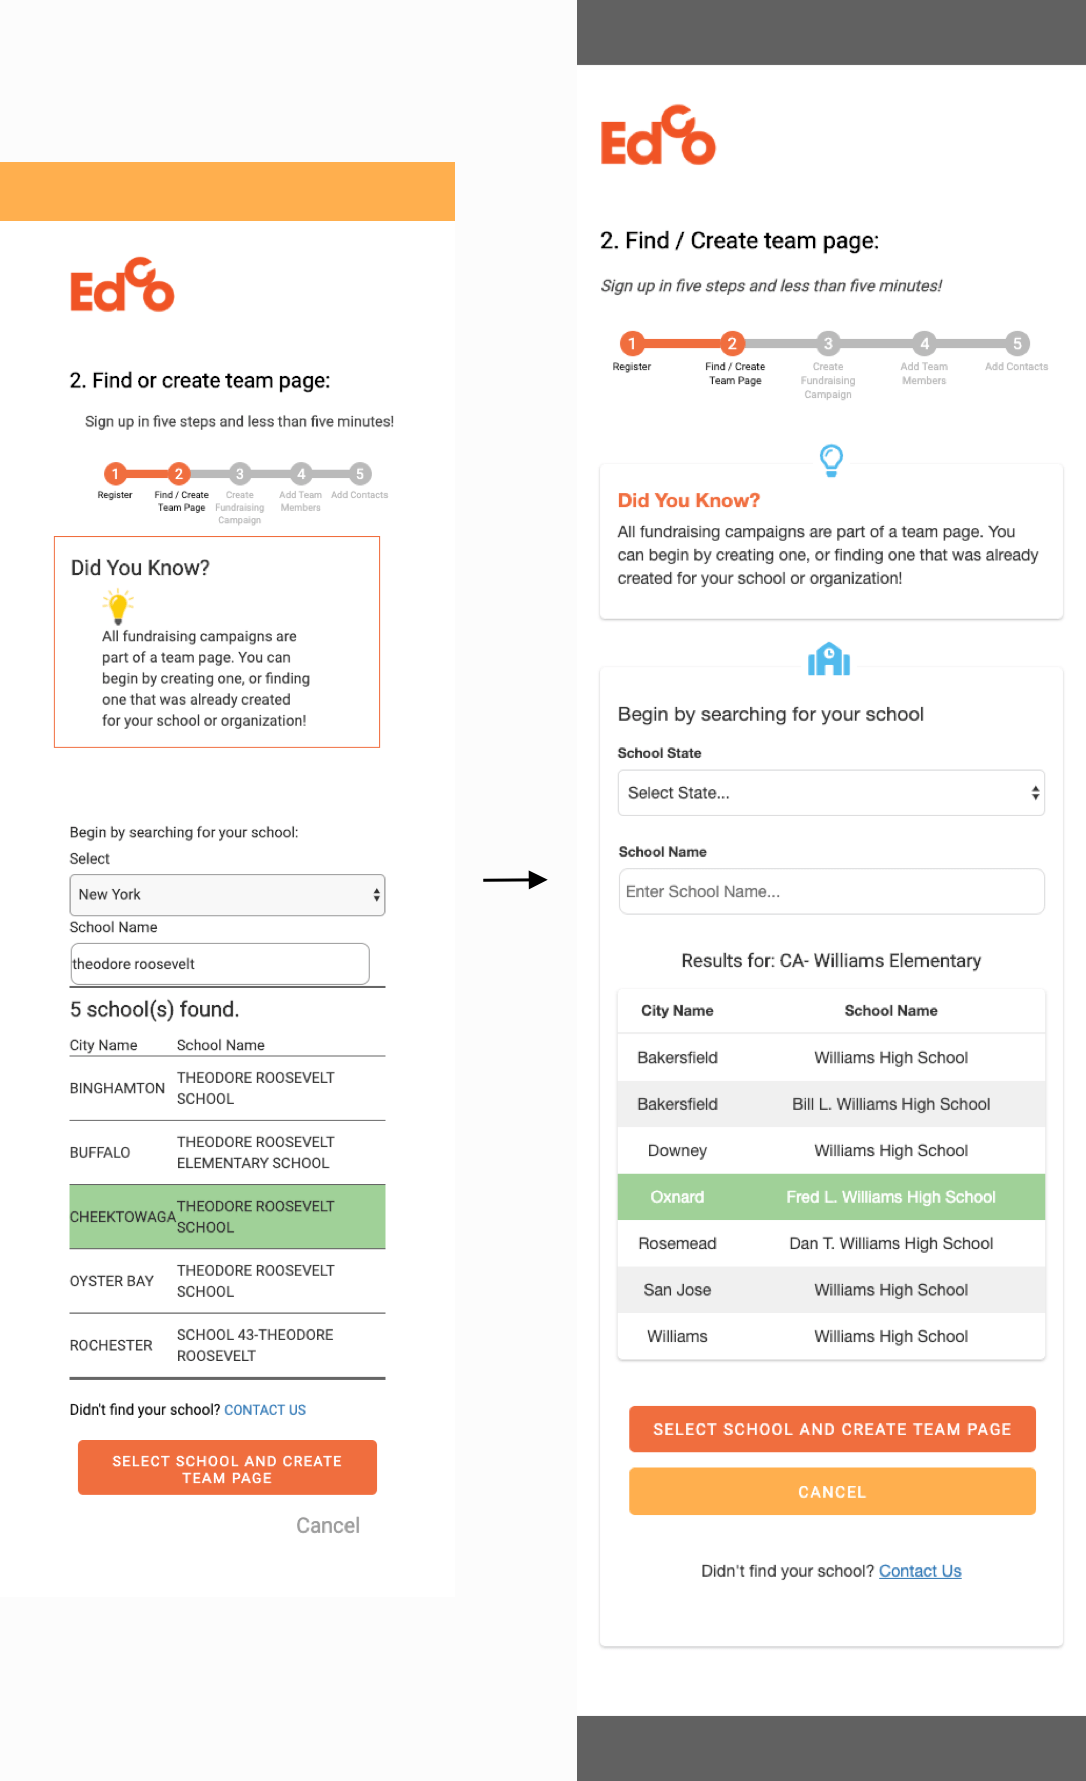 EdCo
2. Find or create team page:
Sign up in five steps and less than five minutes!
1 2 3 4 5
Register Find / Create Create Add Team Add Contacts
Team Page Fundraising Members
Campaign
Did You Know?
All fundraising campaigns are
part of a team page. You can
begin by creating one, or finding
one that was already created
for your school or organization!
Begin by searching for your school:
Select
New York
School Name
theodore roosevelt
5 school(s) found.
City Name School Name
BINGHAMTON THEODORE ROOSEVELT
SCHOOL
BUFFALO THEODORE ROOSEVELT
ELEMENTARY SCHOOL
CHEEKTOWAGA THEODORE ROOSEVELT
SCHOOL
OYSTER BAY THEODORE ROOSEVELT
SCHOOL
ROCHESTER SCHOOL 43-THEODORE
ROOSEVELT
Didn't find your school? CONTACT US
SELECT SCHOOL AND CREATE
TEAM PAGE
Cancel
EdCo
2. Find / Create team page:
Sign up in five steps and less than five minutes!
1 2 3 4 5
Register Find / Create Create Add Team Add Contacts
Team Page Fundraising Members
Campaign
Did You Know?
All fundraising campaigns are part of a team page. You
can begin by creating one, or finding one that was already
created for your school or organization!
Begin by searching for your school
School State
Select State...
School Name
Enter School Name...
Results for: CA- Williams Elementary
City Name School Name
Bakersfield Williams High School
Bakersfield Bill L. Williams High School
Downey Williams High School
Oxnard Fred L. Williams High School
Rosemead Dan T. Williams High School
San Jose Williams High School
Williams Williams High School
SELECT SCHOOL AND CREATE TEAM PAGE
CANCEL
Didn't find your school? Contact Us